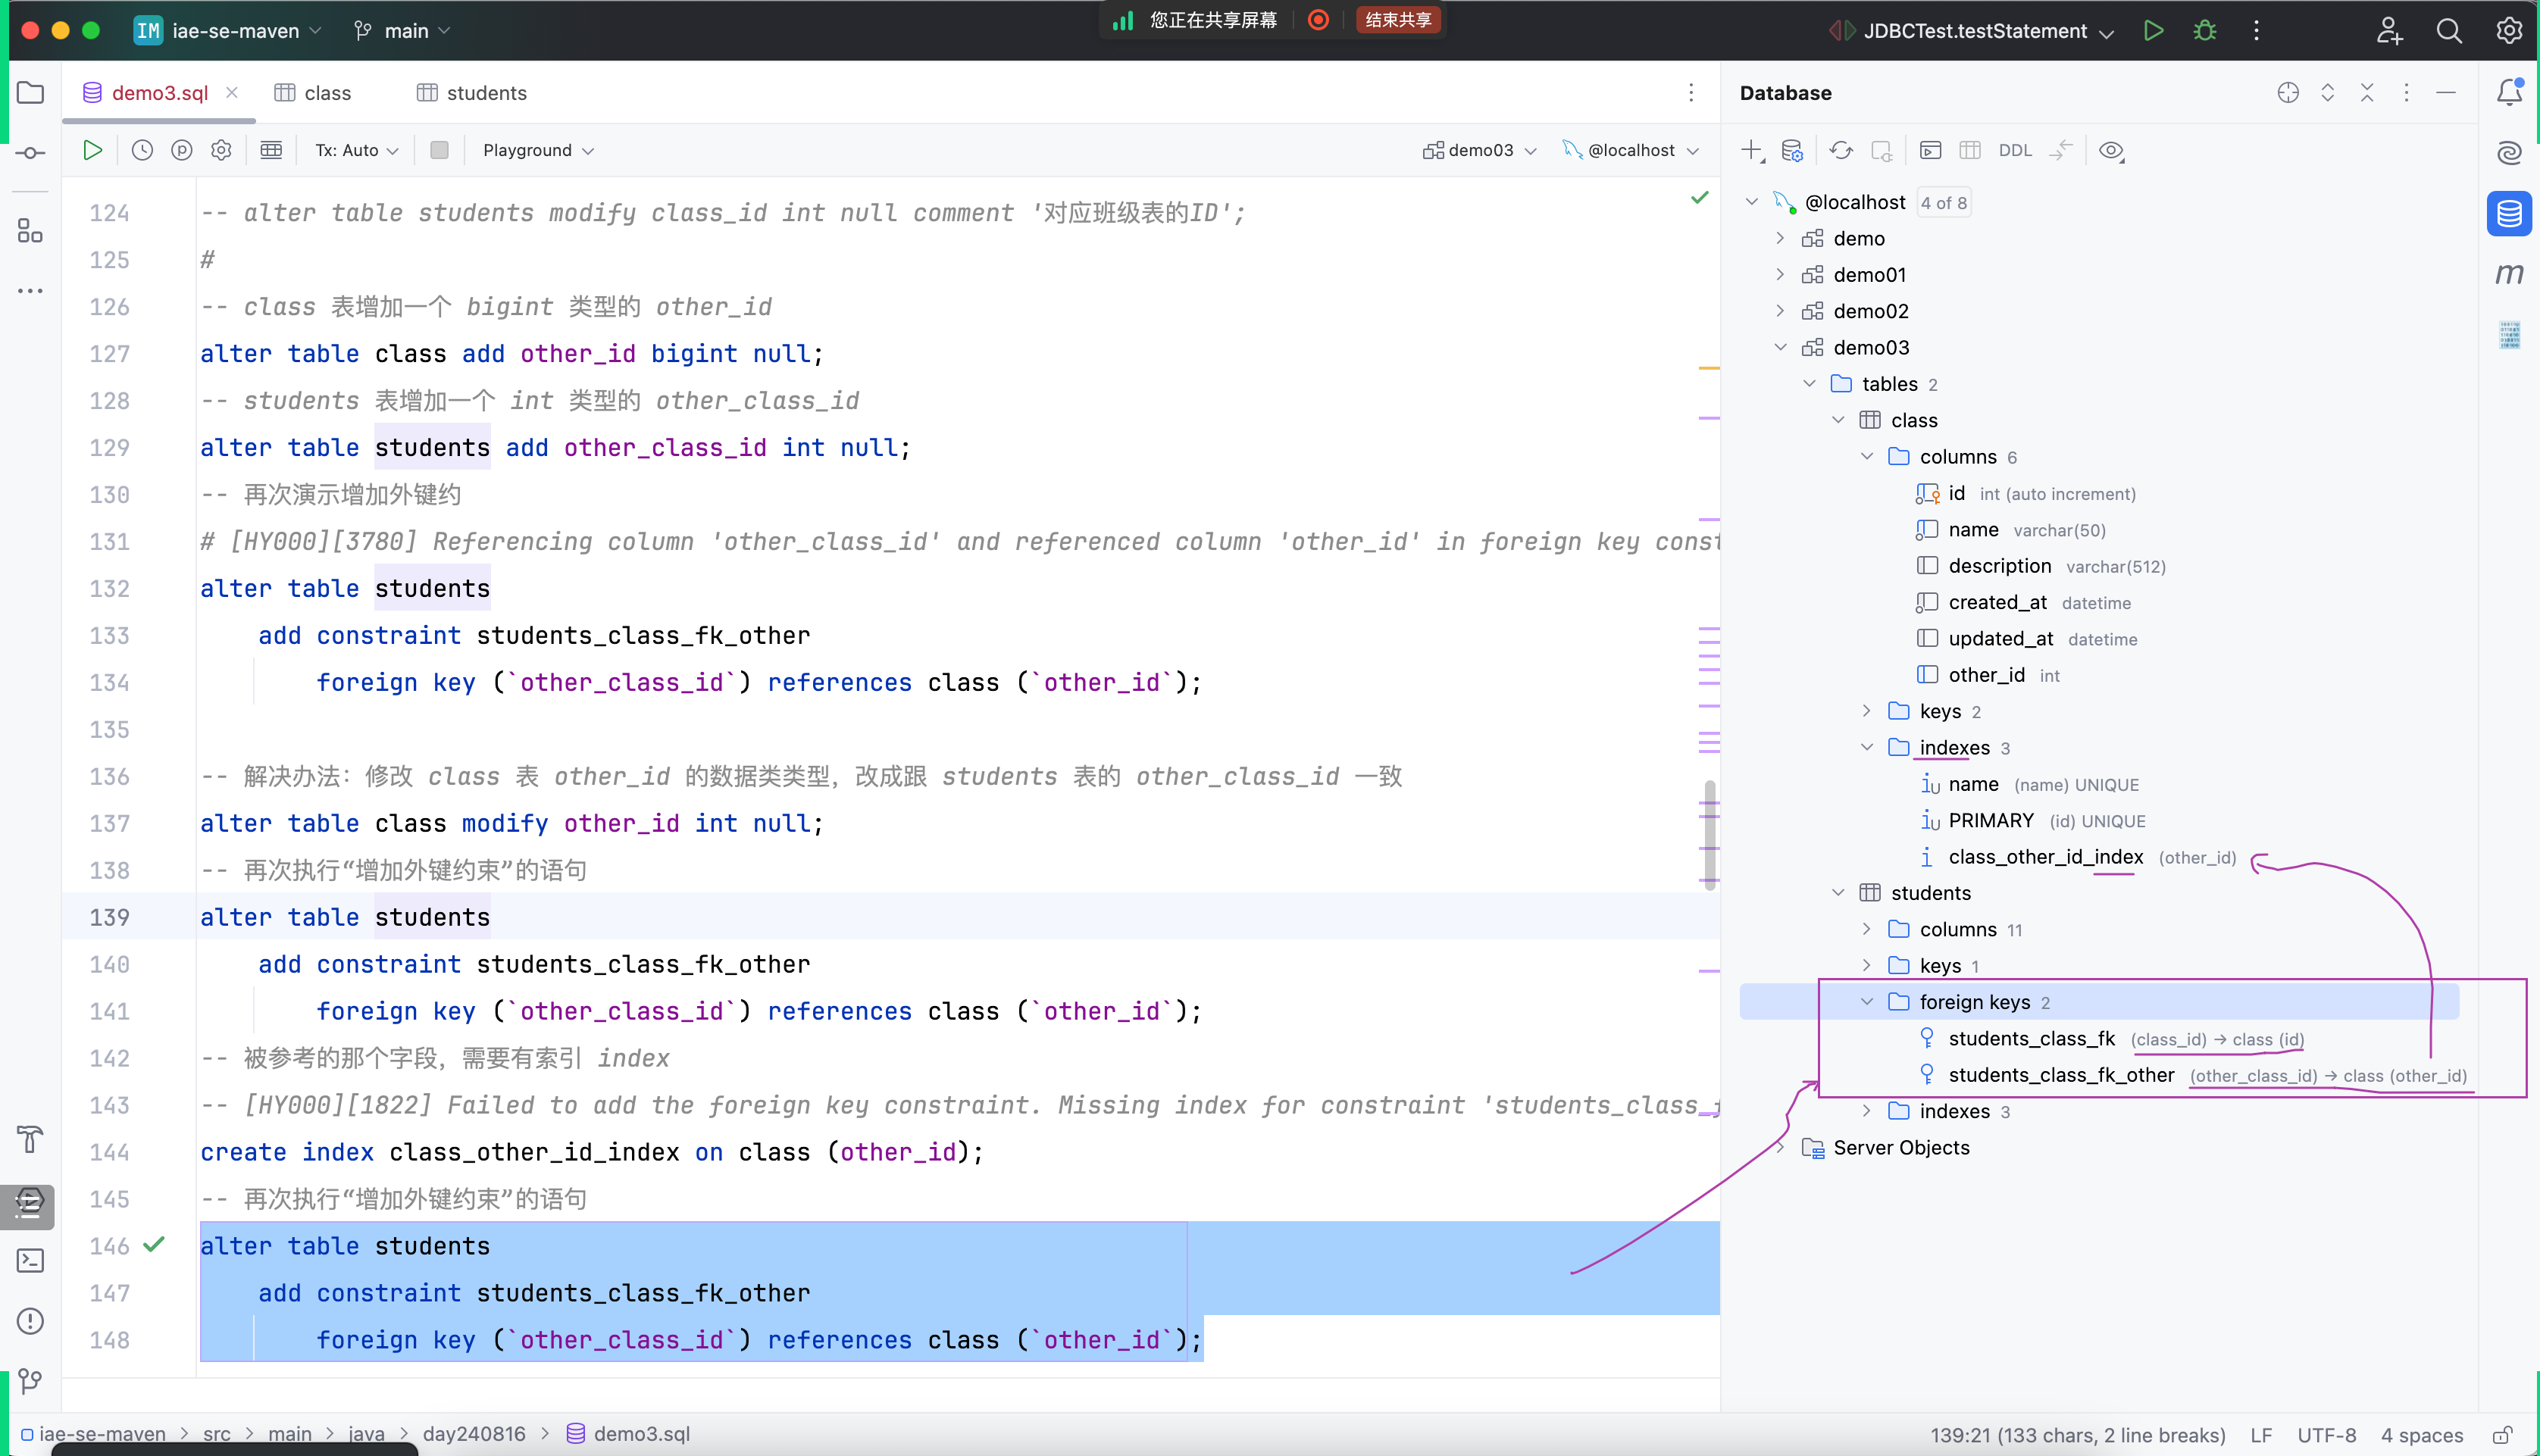 IM iae-se-maven main
您正在共享屏幕 结束共享
JDBCTest.testStatement
demo3.sql class students
Tx: Auto Playground demo03 @localhost
124 -- alter table students modify class_id int null comment '对应班级表的ID';
125 #
126 -- class 表增加一个 bigint 类型的 other_id
127 alter table class add other_id bigint null;
128 -- students 表增加一个 int 类型的 other_class_id
129 alter table students add other_class_id int null;
130 -- 再次演示增加外键约
131 # [HY000][3780] Referencing column 'other_class_id' and referenced column 'other_id' in foreign key const
132 alter table students
133 add constraint students_class_fk_other
134 foreign key (`other_class_id`) references class (`other_id`);
135
136 -- 解决办法：修改 class 表 other_id 的数据类类型，改成跟 students 表的 other_class_id 一致
137 alter table class modify other_id int null;
138 -- 再次执行“增加外键约束”的语句
139 alter table students
140 add constraint students_class_fk_other
141 foreign key (`other_class_id`) references class (`other_id`);
142 -- 被参考的那个字段，需要有索引 index
143 -- [HY000][1822] Failed to add the foreign key constraint. Missing index for constraint 'students_class_f
144 create index class_other_id_index on class (other_id);
145 -- 再次执行“增加外键约束”的语句
146 alter table students
147 add constraint students_class_fk_other
148 foreign key (`other_class_id`) references class (`other_id`);
Database
DDL
@localhost 4 of 8
demo
demo01
demo02
demo03
tables 2
class
columns 6
id int (auto increment)
name varchar(50)
description varchar(512)
created_at datetime
updated_at datetime
other_id int
keys 2
indexes 3
name (name) UNIQUE
PRIMARY (id) UNIQUE
class_other_id_index (other_id)
students
columns 11
keys 1
foreign keys 2
students_class_fk (class_id) → class (id)
students_class_fk_other (other_class_id) → class (other_id)
indexes 3
Server Objects
m
iae-se-maven > src > main > java > day240816 > demo3.sql
139:21 (133 chars, 2 line breaks) LF UTF-8 4 spaces